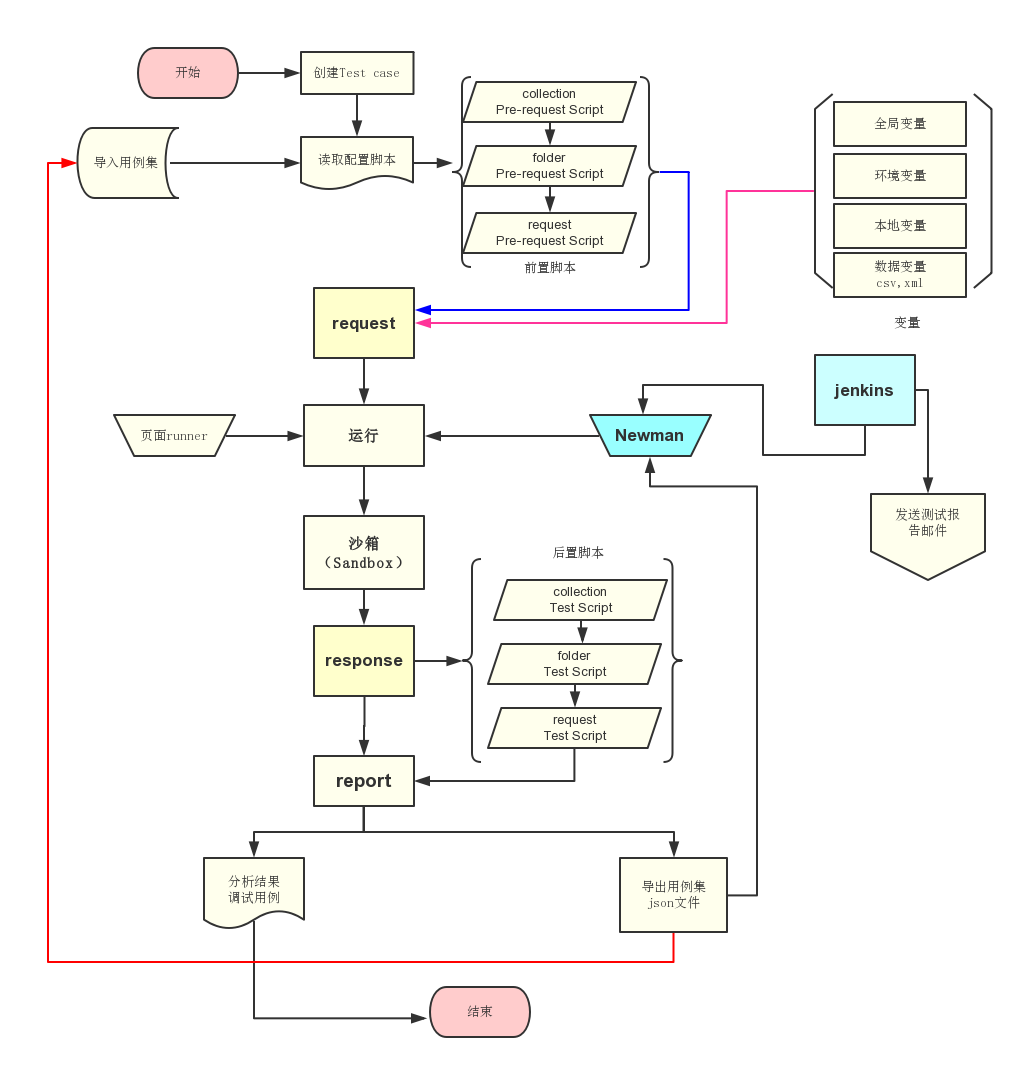 开始
创建Test case
导入用例集
读取配置脚本
collection
Pre-request Script
folder
Pre-request Script
request
Pre-request Script
前置脚本
全局变量
环境变量
本地变量
数据变量
csv,xml
变量
request
jenkins
页面runner
运行
Newman
发送测试报
告邮件
沙箱
（Sandbox）
后置脚本
collection
Test Script
folder
Test Script
request
Test Script
response
report
分析结果
调试用例
导出用例集
json文件
结束